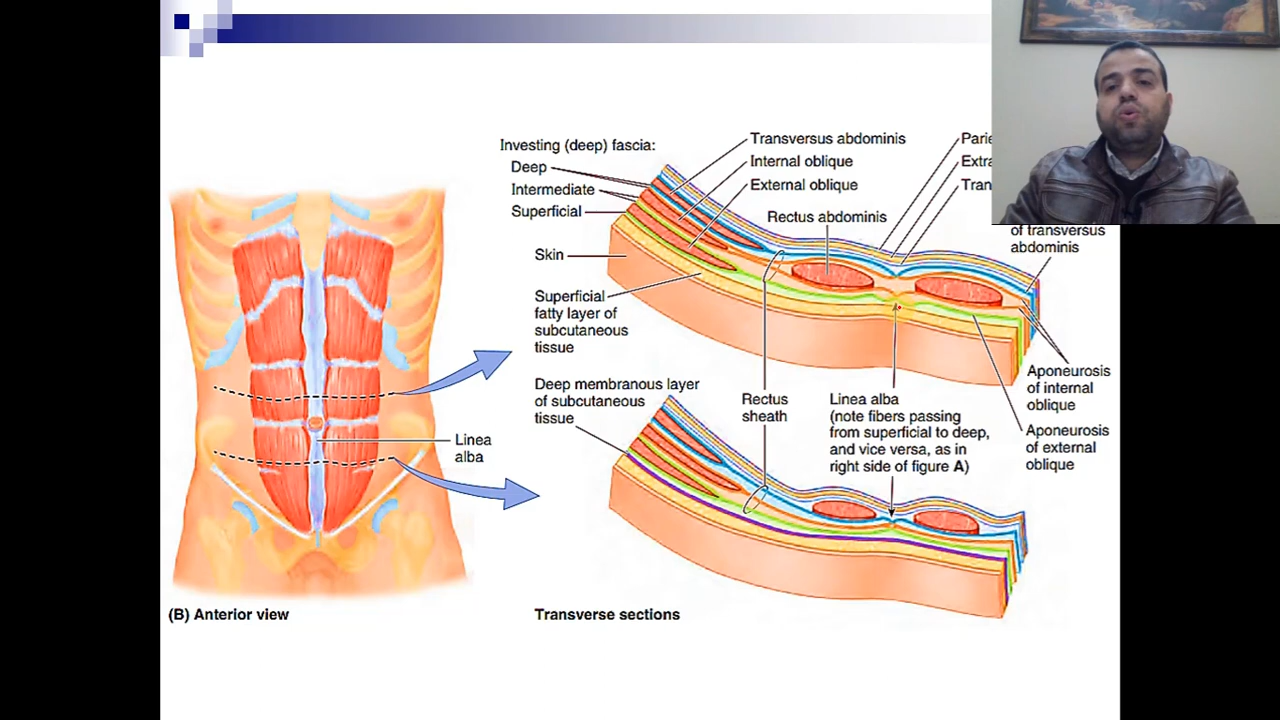 Investing (deep) fascia:
Deep
Intermediate
Superficial
Skin
Superficial
fatty layer of
subcutaneous
tissue
Deep membranous layer
of subcutaneous
tissue
Transversus abdominis
Internal oblique
External oblique
Rectus abdominis
of transversus
abdominis
Aponeurosis
of internal
oblique
Aponeurosis
of external
oblique
Rectus
sheath
Linea alba
(note fibers passing
from superficial to deep,
and vice versa, as in
right side of figure A)
Linea
alba
(B) Anterior view
Transverse sections